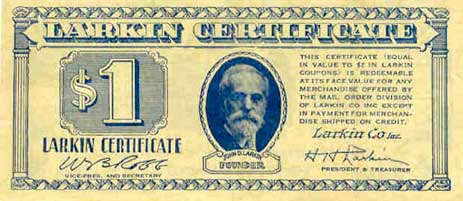 LARKIN CERTIFICATE
$1
LARKIN CERTIFICATE
VICE-PRES. AND SECRETARY
JOHN D. LARKIN
FOUNDER
THIS CERTIFICATE (EQUAL
IN VALUE TO $2 IN LARKIN
COUPONS) IS REDEEMABLE
AT ITS FACE VALUE FOR ANY
MERCHANDISE OFFERED BY
THE MAIL ORDER DIVISION
OF LARKIN CO INC EXCEPT
IN PAYMENT FOR MERCHAN-
DISE SHIPPED ON CREDIT.
Larkin Co Inc.
H H Larkin
PRESIDENT & TREASURER